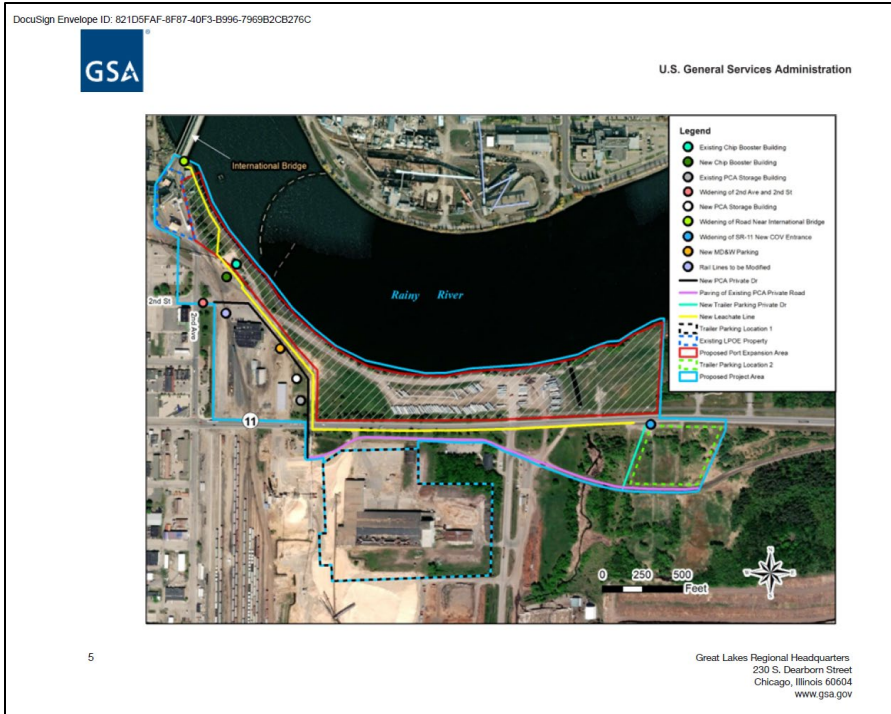 DocuSign Envelope ID: 821D5FAF-8F87-40F3-B996-7969B2CB276C
GSA
U.S. General Services Administration
International Bridge
Rainy River
2nd St
2nd Ave
11
Legend
Existing Chip Booster Building
New Chip Booster Building
Existing PCA Storage Building
Widening of 2nd Ave and 2nd St
New PCA Storage Building
Widening of Road Near International Bridge
Widening of SR-11 New COV Entrance
New MD&W Parking
Rail Lines to be Modified
New PCA Private Dr
Paving of Existing PCA Private Road
New Trailer Parking Private Dr
New Leachate Line
Trailer Parking Location 1
Existing LPOE Property
Proposed Port Expansion Area
Trailer Parking Location 2
Proposed Project Area
N
W E
S
0 250 500
Feet
5
Great Lakes Regional Headquarters
230 S. Dearborn Street
Chicago, Illinois 60604
www.gsa.gov